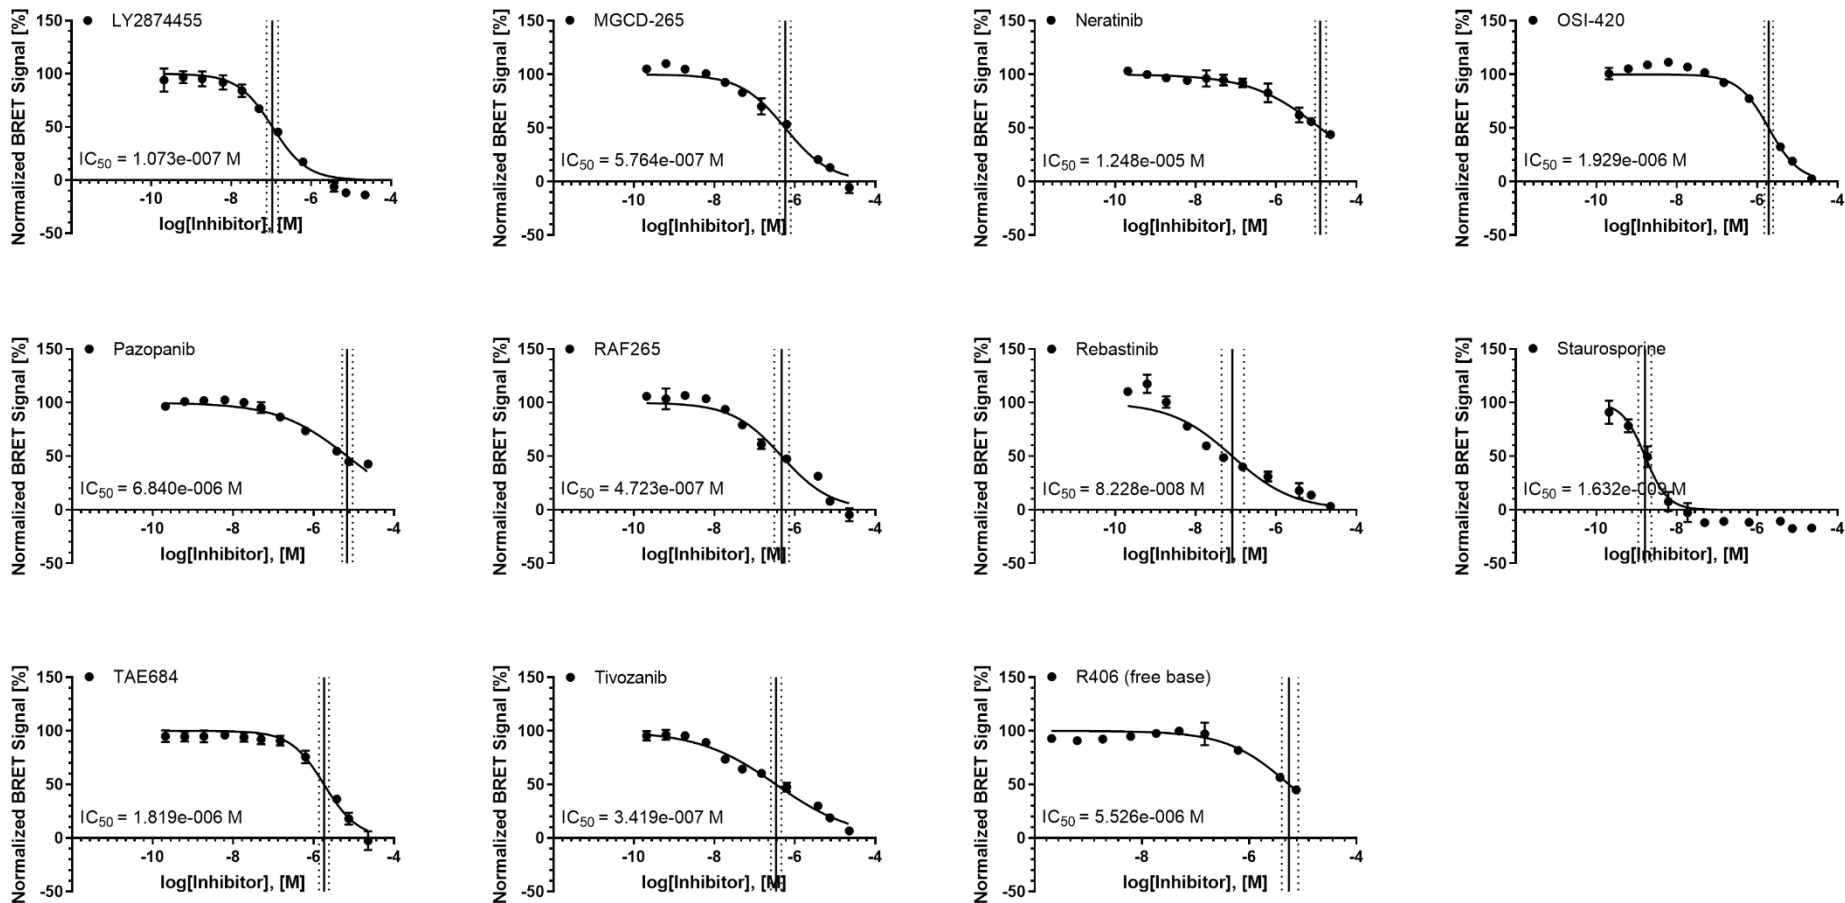 LY2874455
Normalized BRET Signal [%]
150
100
50
0
-50
IC50 = 1.073e-007 M
-10
-8
-6
-4
log[Inhibitor], [M]
MGCD-265
Normalized BRET Signal [%]
150
100
50
0
-50
IC50 = 5.764e-007 M
-10
-8
-6
-4
log[Inhibitor], [M]
Neratinib
Normalized BRET Signal [%]
150
100
50
0
-50
IC50 = 1.248e-005 M
-10
-8
-6
-4
log[Inhibitor], [M]
OSI-420
Normalized BRET Signal [%]
150
100
50
0
-50
IC50 = 1.929e-006 M
-10
-8
-6
-4
log[Inhibitor], [M]
Pazopanib
Normalized BRET Signal [%]
150
100
50
0
-50
IC50 = 6.840e-006 M
-10
-8
-6
-4
log[Inhibitor], [M]
RAF265
Normalized BRET Signal [%]
150
100
50
0
-50
IC50 = 4.723e-007 M
-10
-8
-6
-4
log[Inhibitor], [M]
Rebastinib
Normalized BRET Signal [%]
150
100
50
0
-50
IC50 = 8.228e-008 M
-10
-8
-6
-4
log[Inhibitor], [M]
Staurosporine
Normalized BRET Signal [%]
150
100
50
0
-50
IC50 = 1.632e-009 M
-10
-8
-6
-4
log[Inhibitor], [M]
TAE684
Normalized BRET Signal [%]
150
100
50
0
-50
IC50 = 1.819e-006 M
-10
-8
-6
-4
log[Inhibitor], [M]
Tivozanib
Normalized BRET Signal [%]
150
100
50
0
-50
IC50 = 3.419e-007 M
-10
-8
-6
-4
log[Inhibitor], [M]
R406 (free base)
Normalized BRET Signal [%]
150
100
50
0
-50
IC50 = 5.526e-006 M
-8
-6
-4
log[Inhibitor], [M]